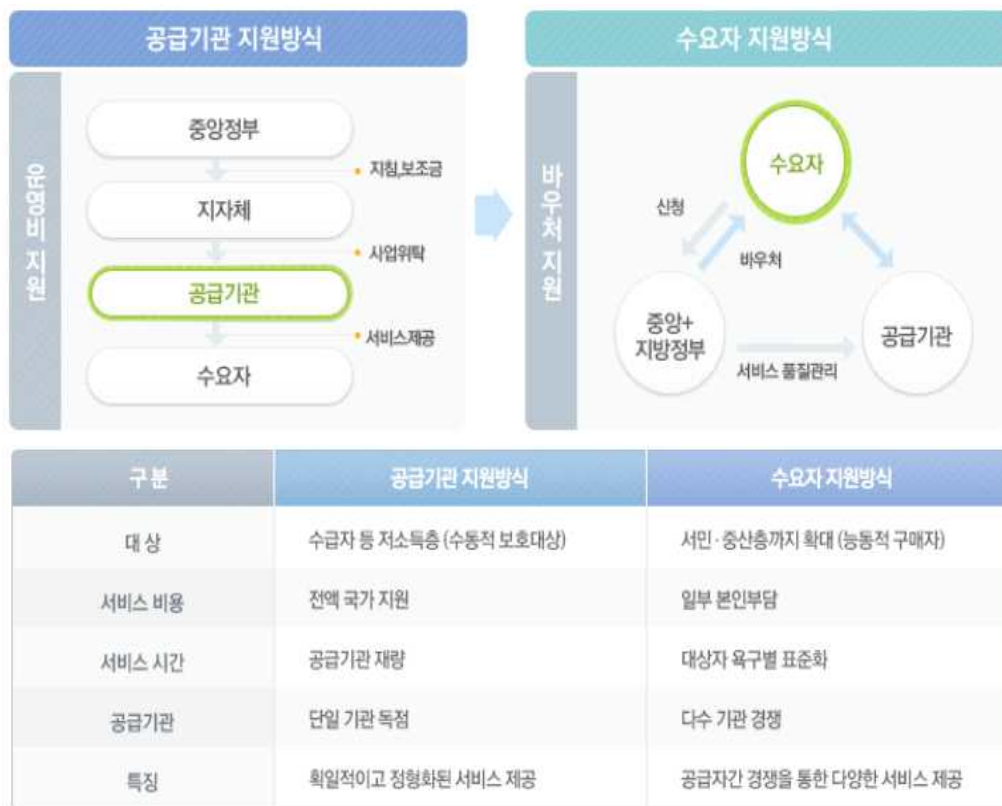 공급기관 지원방식
운영비 지원
중앙정부
지침,보조금
지자체
사업위탁
공급기관
서비스제공
수요자
수요자 지원방식
바우처 지원
수요자
신청
바우처
중앙+
지방정부
공급기관
서비스 품질관리
구 분 공급기관 지원방식 수요자 지원방식
대 상 수급자 등 저소득층 (수동적 보호대상) 서민·중산층까지 확대 (능동적 구매자)
서비스 비용 전액 국가 지원 일부 본인부담
서비스 시간 공급기관 재량 대상자 욕구별 표준화
공급기관 단일 기관 독점 다수 기관 경쟁
특징 획일적이고 정형화된 서비스 제공 공급자간 경쟁을 통한 다양한 서비스 제공